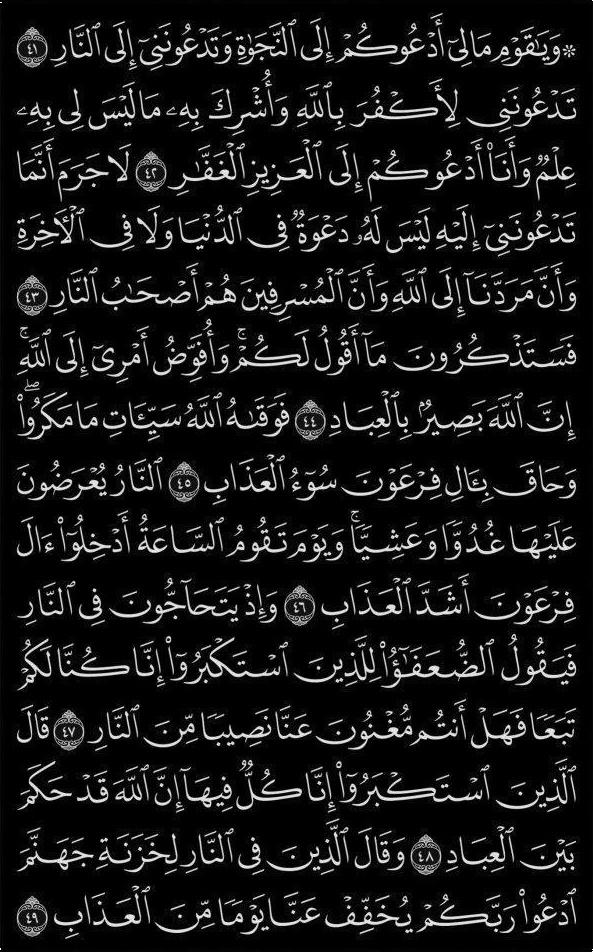 ۞ وَيَٰقَوۡمِ مَالِيٓ أَدۡعُوكُمۡ إِلَى ٱلنَّجَوٰةِ وَتَدۡعُونَنِيٓ إِلَى ٱلنَّارِ ٤١
تَدۡعُونَنِي لِأَكۡفُرَ بِٱللَّهِ وَأُشۡرِكَ بِهِۦ مَا لَيۡسَ لِي بِهِۦ
عِلۡمٞ وَأَنَا۠ أَدۡعُوكُمۡ إِلَى ٱلۡعَزِيزِ ٱلۡغَفَّٰرِ ٤٢ لَا جَرَمَ أَنَّمَا
تَدۡعُونَنِيٓ إِلَيۡهِ لَيۡسَ لَهُۥ دَعۡوَةٞ فِي ٱلدُّنۡيَا وَلَا فِي ٱلۡأٓخِرَةِ
وَأَنَّ مَرَدَّنَآ إِلَى ٱللَّهِ وَأَنَّ ٱلۡمُسۡرِفِينَ هُمۡ أَصۡحَٰبُ ٱلنَّارِ ٤٣
فَسَتَذۡكُرُونَ مَآ أَقُولُ لَكُمۡۚ وَأُفَوِّضُ أَمۡرِيٓ إِلَى ٱللَّهِۚ
إِنَّ ٱللَّهَ بَصِيرُۢ بِٱلۡعِبَادِ ٤٤ فَوَقَىٰهُ ٱللَّهُ سَيِّـَٔاتِ مَا مَكَرُواْۖ
وَحَاقَ بِـَٔالِ فِرۡعَوۡنَ سُوٓءُ ٱلۡعَذَابِ ٤٥ ٱلنَّارُ يُعۡرَضُونَ
عَلَيۡهَا غُدُوّٗا وَعَشِيّٗاۚ وَيَوۡمَ تَقُومُ ٱلسَّاعَةُ أَدۡخِلُوٓاْ ءَالَ
فِرۡعَوۡنَ أَشَدَّ ٱلۡعَذَابِ ٤٦ وَإِذۡ يَتَحَآجُّونَ فِي ٱلنَّارِ
فَيَقُولُ ٱلضُّعَفَٰٓؤُاْ لِلَّذِينَ ٱسۡتَكۡبَرُوٓاْ إِنَّا كُنَّا لَكُمۡ
تَبَعٗا فَهَلۡ أَنتُم مُّغۡنُونَ عَنَّا نَصِيبٗا مِّنَ ٱلنَّارِ ٤٧ قَالَ
ٱلَّذِينَ ٱسۡتَكۡبَرُوٓاْ إِنَّا كُلّٞ فِيهَآ إِنَّ ٱللَّهَ قَدۡ حَكَمَ
بَيۡنَ ٱلۡعِبَادِ ٤٨ وَقَالَ ٱلَّذِينَ فِي ٱلنَّارِ لِخَزَنَةِ جَهَنَّمَ
ٱدۡعُواْ رَبَّكُمۡ يُخَفِّفۡ عَنَّا يَوۡمٗا مِّنَ ٱلۡعَذَابِ ٤٩